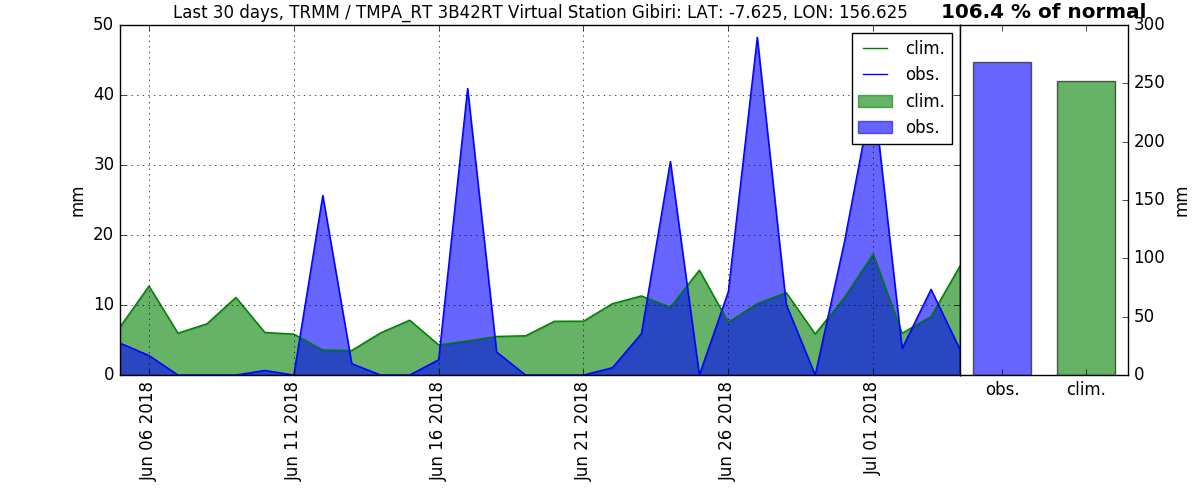 Last 30 days, TRMM / TMPA_RT 3B42RT Virtual Station Gibiri: LAT: -7.625, LON: 156.625
106.4 % of normal
50
40
30
20
10
0
mm
clim.
obs.
clim.
obs.
Jun 06 2018
Jun 11 2018
Jun 16 2018
Jun 21 2018
Jun 26 2018
Jul 01 2018
300
250
200
150
100
50
0
mm
obs.
clim.